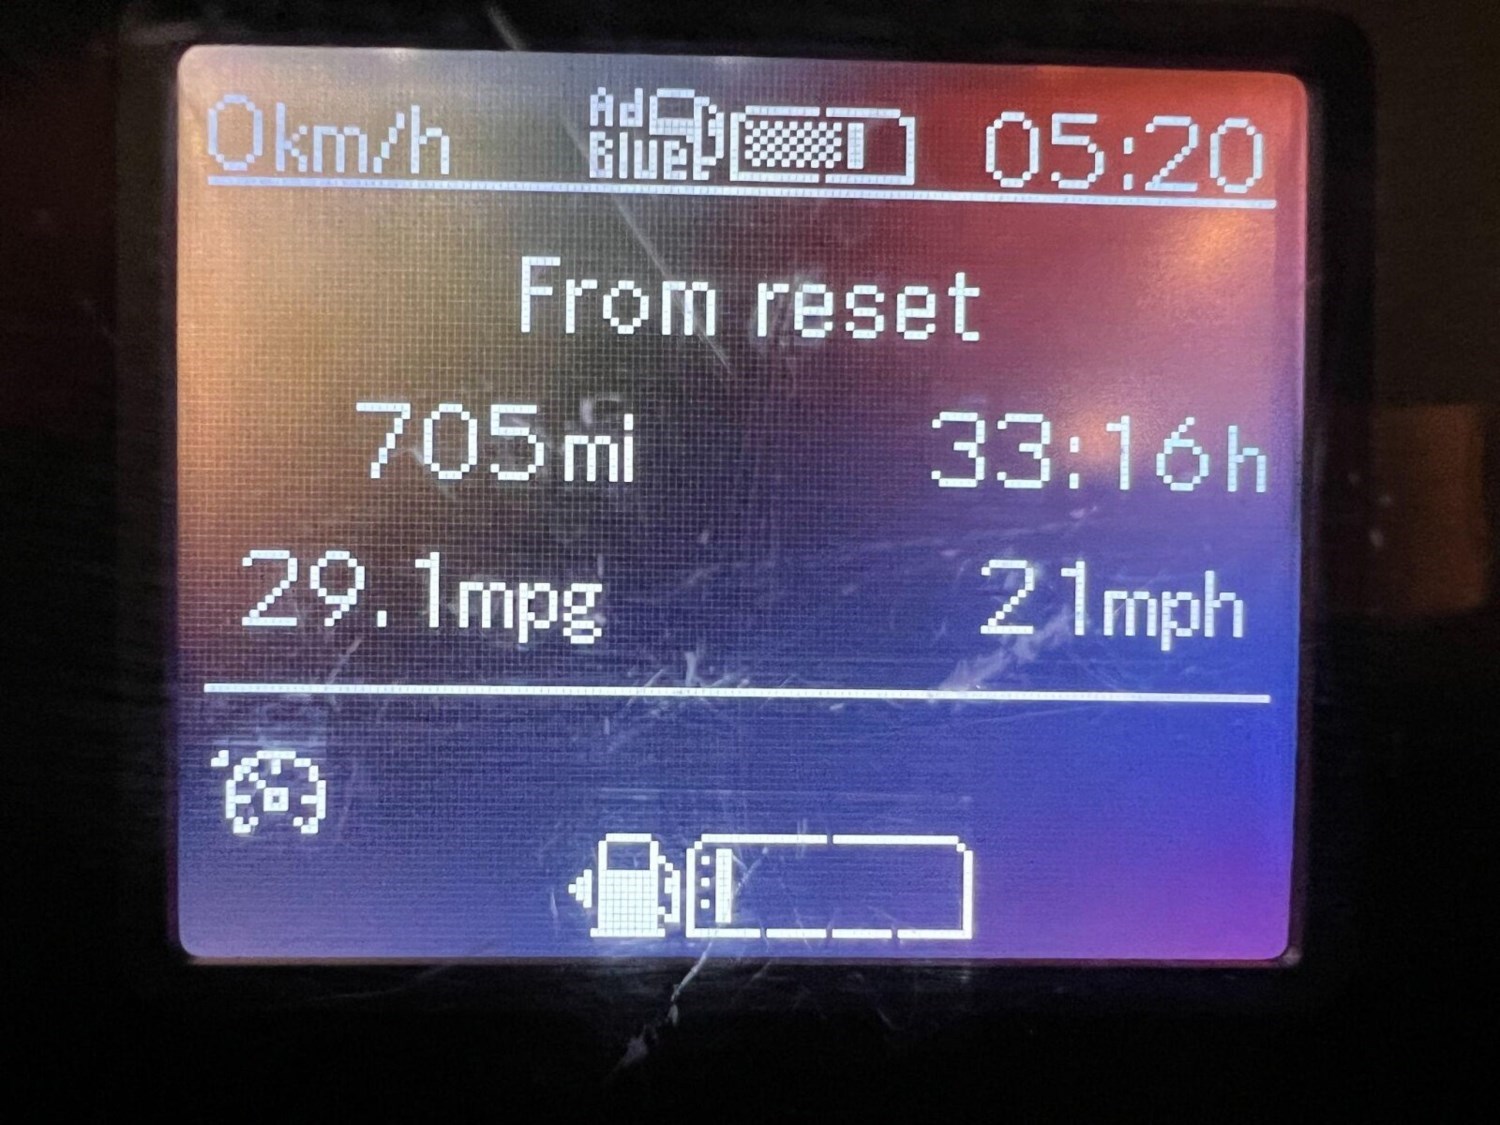 0km/h Ad Blue 05:20
From reset
705mi 33:16h
29.1mpg 21mph